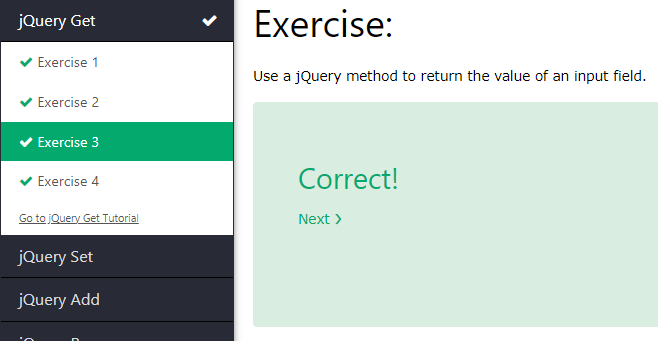 jQuery Get
Exercise 1
Exercise 2
Exercise 3
Exercise 4
Go to jQuery Get Tutorial
jQuery Set
jQuery Add
Exercise:
Use a jQuery method to return the value of an input field.
Correct!
Next ❯